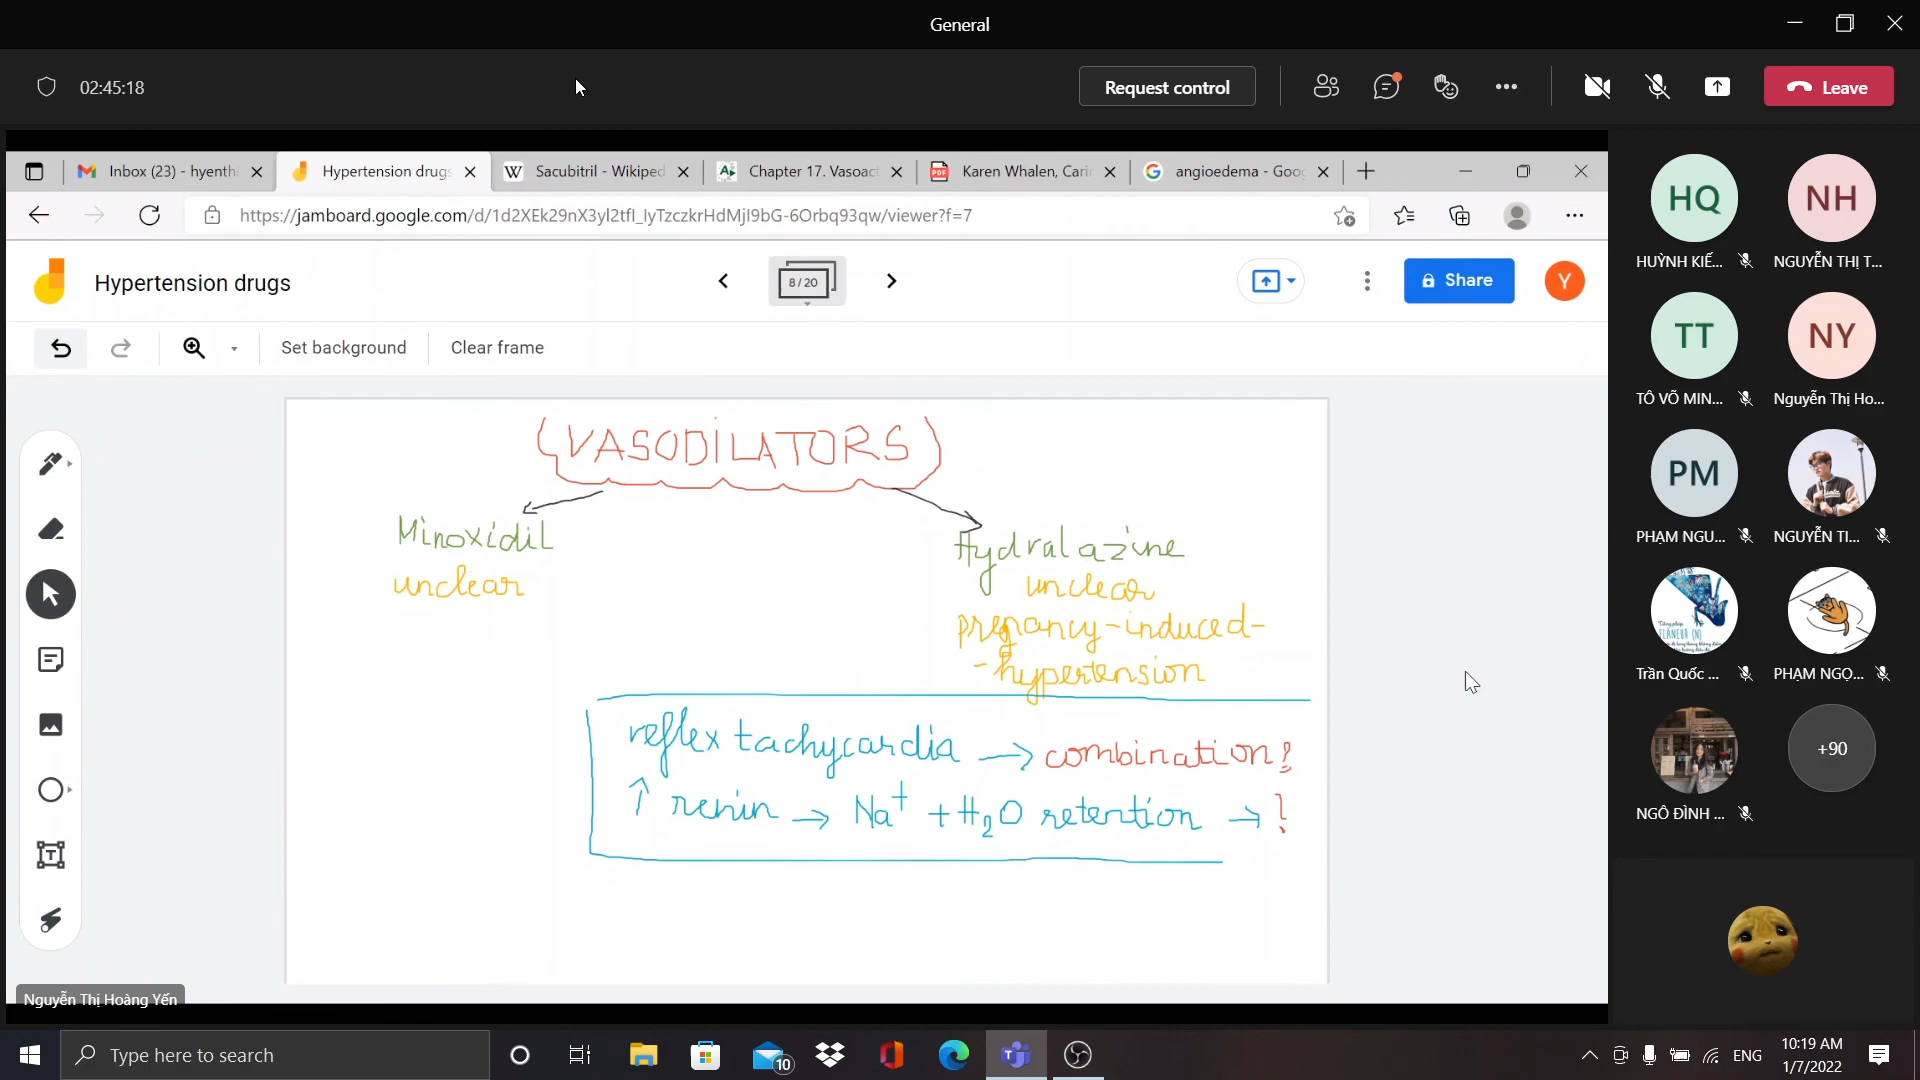 General
02:45:18
Request control
Leave
Inbox (23) - hyenth
Hypertension drugs
Sacubitril - Wikiped
Chapter 17. Vasoact
Karen Whalen, Cari
angioedema - Goog
https://jamboard.google.com/d/1d2XEk29nX3yl2tfI_IyTzczkrHdMjI9bG-6Orbq93qw/viewer?f=7
Hypertension drugs
8 / 20
Share
Y
Set background
Clear frame
VASODILATORS
Minoxidil
Hydralazine
unclear
unclear
pregnancy-induced-
-hypertension
reflex tachycardia → combination?
↑ renin → Na+ + H2O retention → ?
Nguyễn Thị Hoàng Yến
HQ
NH
HUỲNH KIẾ...
NGUYỄN THỊ T...
TT
NY
TÔ VÕ MIN...
Nguyễn Thị Ho...
PM
PHẠM NGU...
NGUYỄN TI...
Trần Quốc ...
PHẠM NGỌ...
+90
NGÔ ĐÌNH ...
Type here to search
10
ENG
10:19 AM
1/7/2022